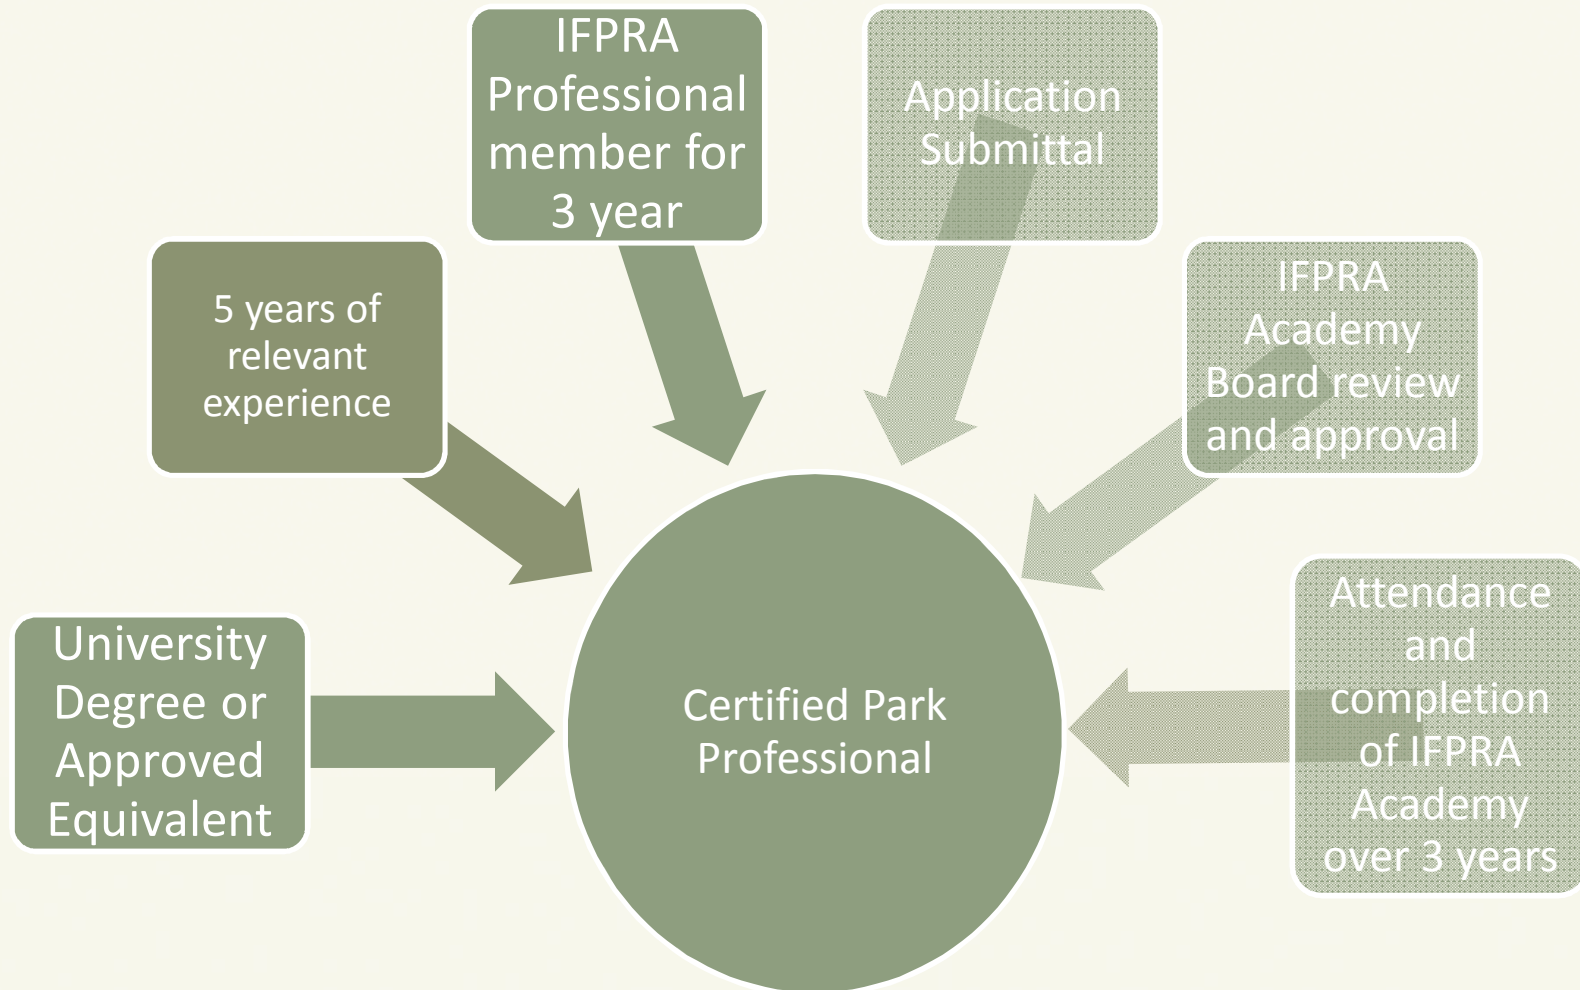 IFPRA
Professional
member for
3 year
Application
Submittal
5 years of
relevant
experience
IFPRA
Academy
Board review
and approval
University
Degree or
Approved
Equivalent
Certified Park
Professional
Attendance
and
completion
of IFPRA
Academy
over 3 years